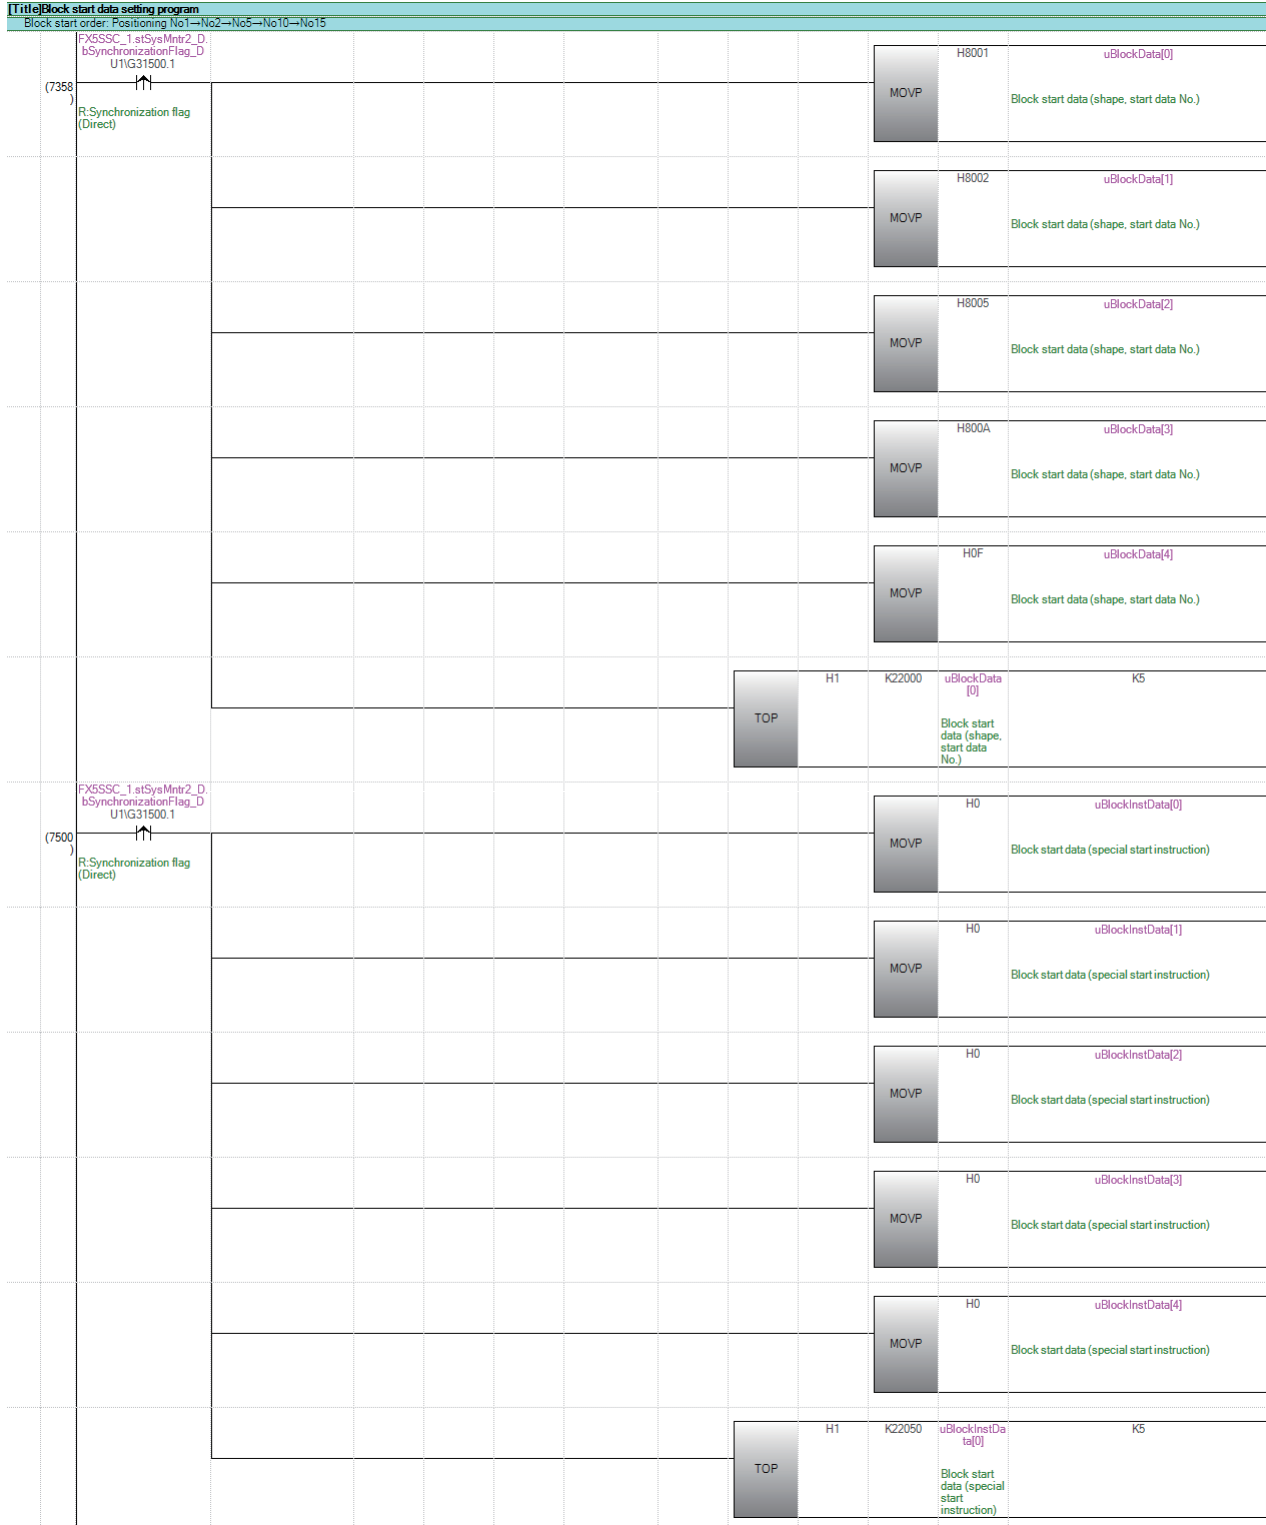 [Title]Block start data setting program
Block start order: Positioning No1→No2→No5→No10→No15
FX5SSC_1.stSysMntr2_D.
bSynchronizationFlag_D
U1\G31500.1
(7358
)
R:Synchronization flag
(Direct)
MOVP
H8001
uBlockData[0]
Block start data (shape, start data No.)
MOVP
H8002
uBlockData[1]
Block start data (shape, start data No.)
MOVP
H8005
uBlockData[2]
Block start data (shape, start data No.)
MOVP
H800A
uBlockData[3]
Block start data (shape, start data No.)
MOVP
H0F
uBlockData[4]
Block start data (shape, start data No.)
TOP
H1
K22000
uBlockData
[0]
Block start
data (shape,
start data
No.)
K5
FX5SSC_1.stSysMntr2_D.
bSynchronizationFlag_D
U1\G31500.1
(7500
)
R:Synchronization flag
(Direct)
MOVP
H0
uBlockInstData[0]
Block start data (special start instruction)
MOVP
H0
uBlockInstData[1]
Block start data (special start instruction)
MOVP
H0
uBlockInstData[2]
Block start data (special start instruction)
MOVP
H0
uBlockInstData[3]
Block start data (special start instruction)
MOVP
H0
uBlockInstData[4]
Block start data (special start instruction)
TOP
H1
K22050
uBlockInstDa
ta[0]
Block start
data (special
start
instruction)
K5